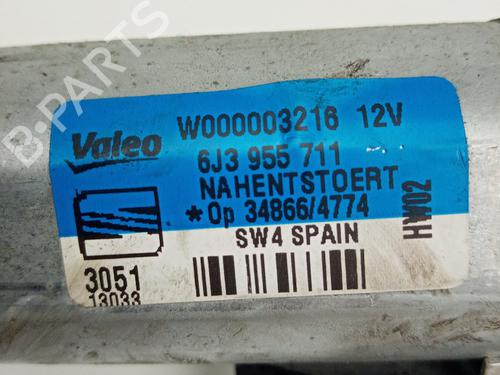 Valeo W000003216 12V
6J3 955 711
NAHENTSTOERT
*Op 34866/4774
SW4 SPAIN
HW02
3051
13033
B-PARTS